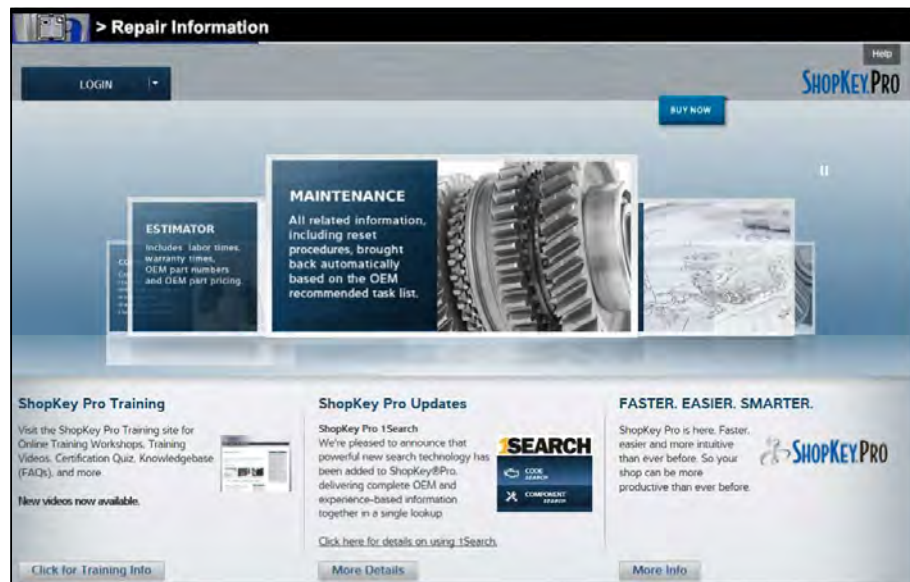 > Repair Information
Help
LOGIN
SHOPKEY.PRO
BUY NOW
MAINTENANCE
All related information,
including reset
procedures, brought
back automatically
based on the OEM
recommended task list.
ESTIMATOR
Includes labor times,
warranty times,
OEM part numbers
and OEM part pricing.
ShopKey Pro Training
Visit the ShopKey Pro Training site for
Online Training Workshops, Training
Videos, Certification Quiz, Knowledgebase
(FAQs), and more.
New videos now available.
Click for Training Info
ShopKey Pro Updates
ShopKey Pro 1Search
We're pleased to announce that
powerful new search technology has
been added to ShopKey®Pro,
delivering complete OEM and
experience-based information
together in a single lookup
1SEARCH
CODE
SEARCH
COMPONENT
SEARCH
Click here for details on using 1Search.
More Details
FASTER. EASIER. SMARTER.
ShopKey Pro is here. Faster,
easier and more intuitive
than ever before. So your
shop can be more
productive than ever before.
SHOPKEY.PRO
More Info